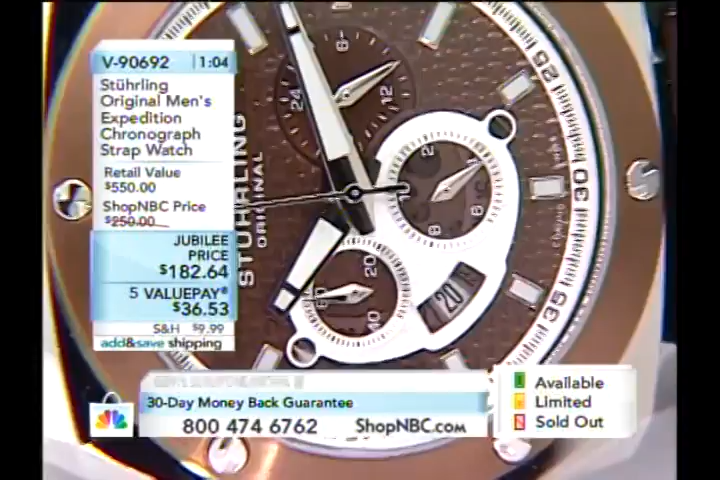 V-90692 1:04
Stührling
Original Men's
Expedition
Chronograph
Strap Watch
Retail Value
$550.00
ShopNBC Price
$250.00
JUBILEE
PRICE
$182.64
5 VALUEPAY®
$36.53
S&H $9.99
add&save shipping
30-Day Money Back Guarantee
800 474 6762 ShopNBC.com
Available
Limited
Sold Out
STÜHRLING
ORIGINAL
24
12
20
40
60
20
25
30
35